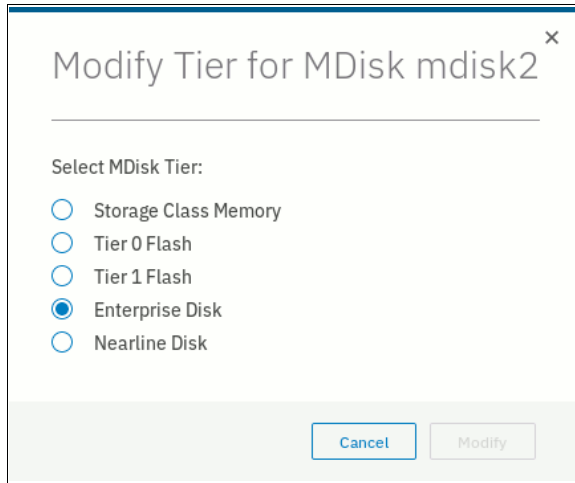 Modify Tier for MDisk mdisk2
Select MDisk Tier:
Storage Class Memory
Tier 0 Flash
Tier 1 Flash
Enterprise Disk
Nearline Disk
Cancel Modify